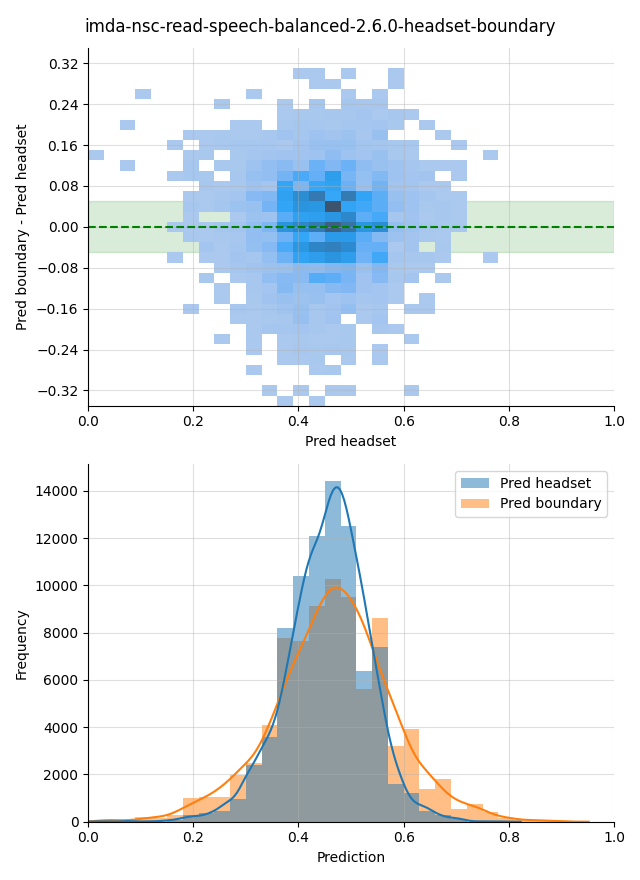 imda-nsc-read-speech-balanced-2.6.0-headset-boundary
Pred boundary - Pred headset
0.32
0.24
0.16
0.08
0.00
−0.08
−0.16
−0.24
−0.32
0.0 0.2 0.4 0.6 0.8 1.0
Pred headset
Frequency
14000
12000
10000
8000
6000
4000
2000
0
Pred headset
Pred boundary
0.0 0.2 0.4 0.6 0.8 1.0
Prediction